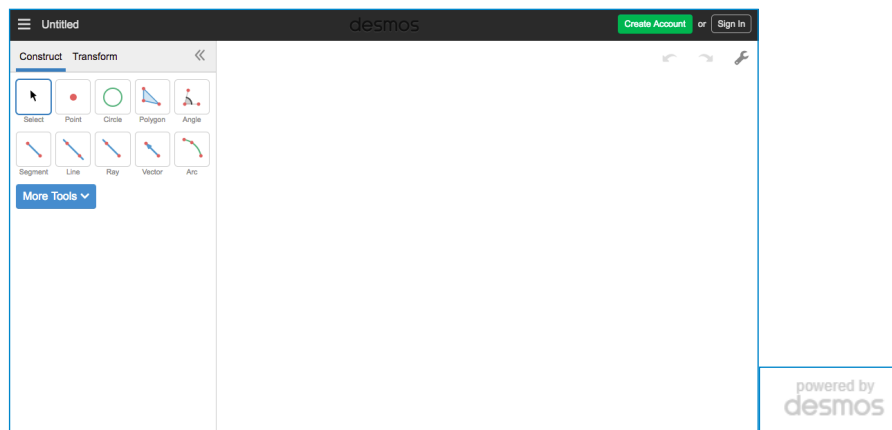 Untitled
desmos
Create Account or Sign In
Construct Transform
Select Point Circle Polygon Angle
Segment Line Ray Vector Arc
More Tools
powered by
desmos